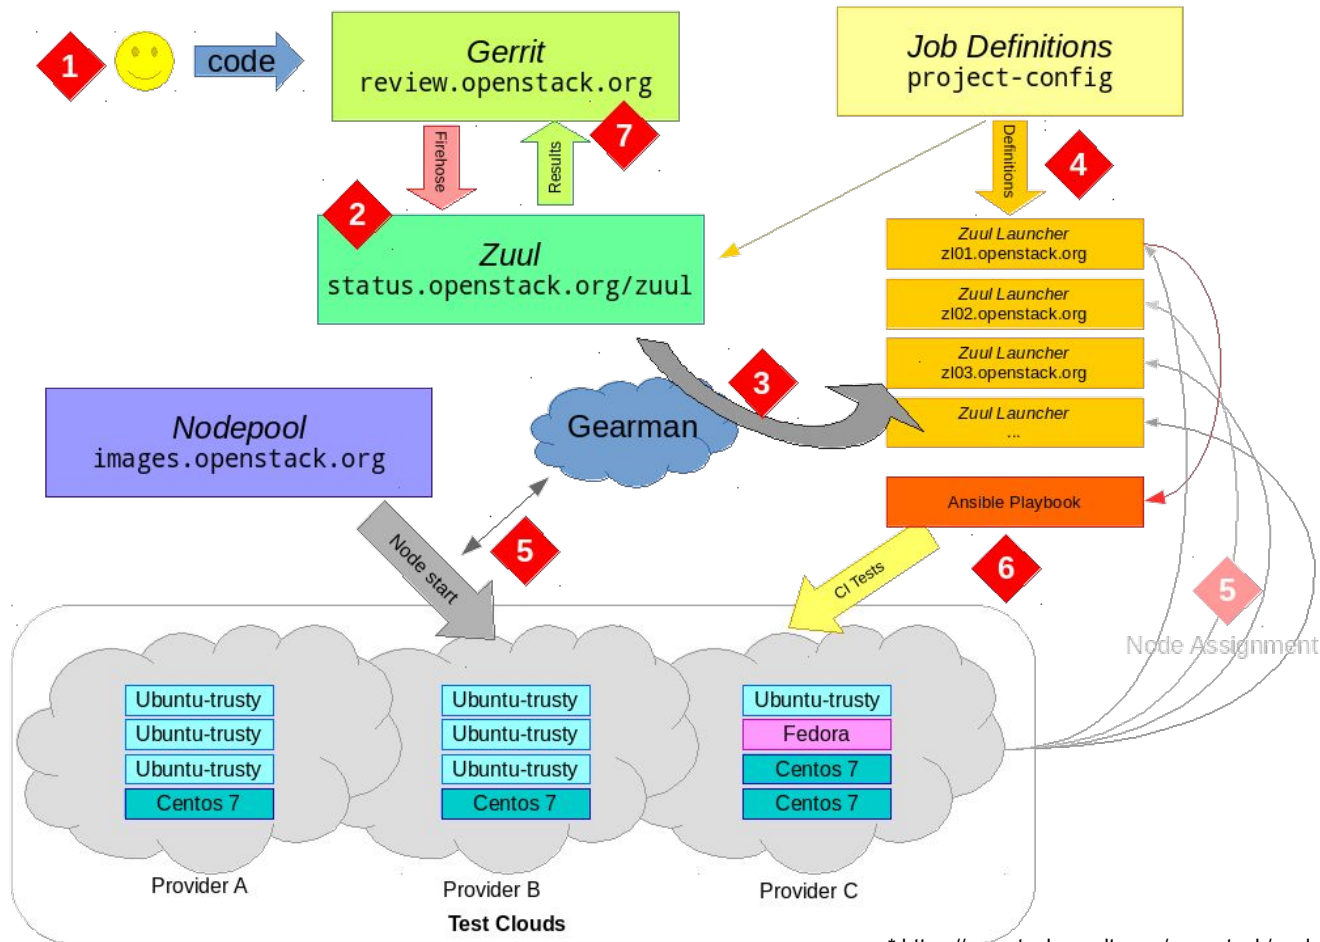 1
code
Gerrit
review.openstack.org
Job Definitions
project-config
Firehose
Results
7
Definitions
4
2
Zuul
status.openstack.org/zuul
Zuul Launcher
zl01.openstack.org
Zuul Launcher
zl02.openstack.org
Zuul Launcher
zl03.openstack.org
Zuul Launcher
...
3
Gearman
Nodepool
images.openstack.org
Ansible Playbook
Node start
5
CI Tests
6
5
Node Assignment
Ubuntu-trusty
Ubuntu-trusty
Ubuntu-trusty
Centos 7
Provider A
Ubuntu-trusty
Ubuntu-trusty
Ubuntu-trusty
Centos 7
Provider B
Ubuntu-trusty
Fedora
Centos 7
Centos 7
Provider C
Test Clouds